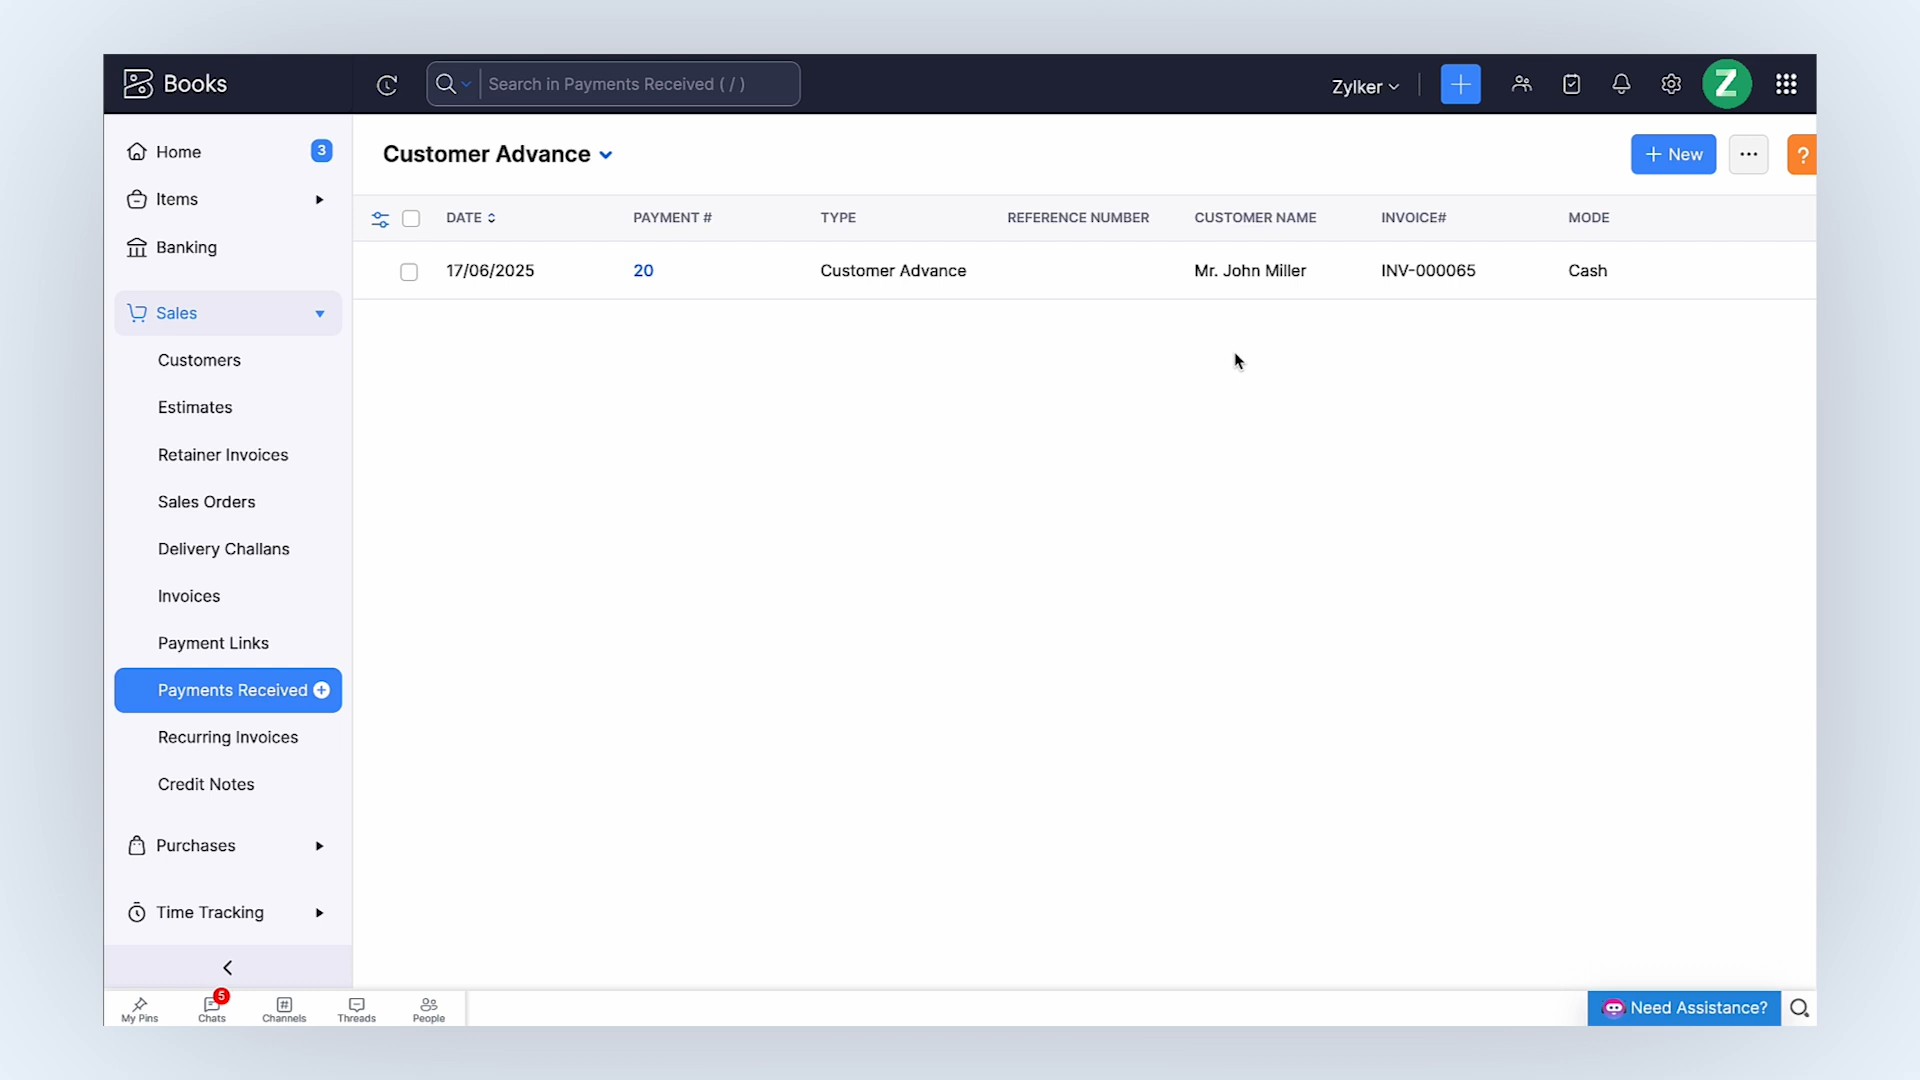 Books
Search in Payments Received ( / )
Zylker
Z
Home
3
Items
Banking
Sales
Customers
Estimates
Retainer Invoices
Sales Orders
Delivery Challans
Invoices
Payment Links
Payments Received
Recurring Invoices
Credit Notes
Purchases
Time Tracking
Customer Advance
+ New
?
DATE PAYMENT # TYPE REFERENCE NUMBER CUSTOMER NAME INVOICE# MODE
17/06/2025 20 Customer Advance Mr. John Miller INV-000065 Cash
My Pins
5
Chats
Channels
Threads
People
Need Assistance?